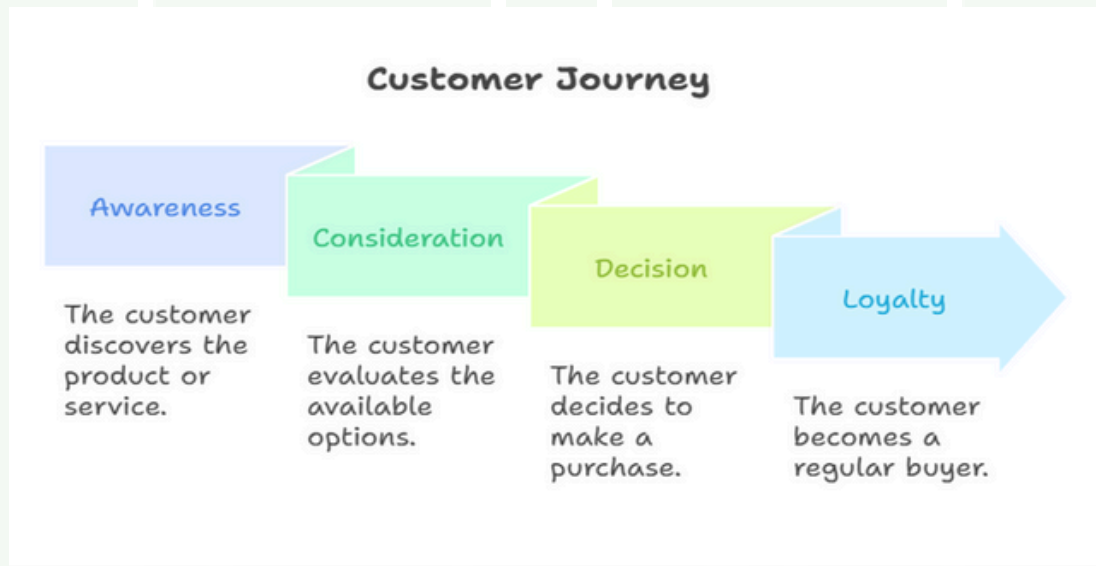 Customer Journey
Awareness
The customer
discovers the
product or
service.
Consideration
The customer
evaluates the
available
options.
Decision
The customer
decides to
make a
purchase.
Loyalty
The customer
becomes a
regular buyer.